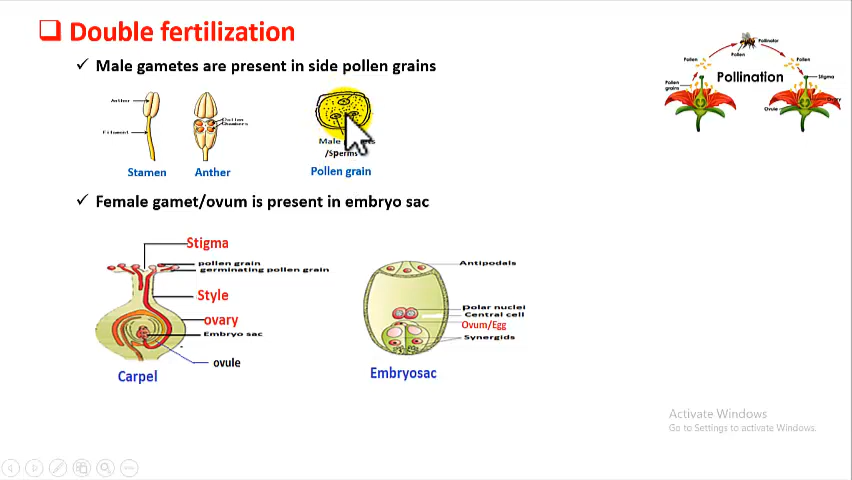 Double fertilization
Male gametes are present in side pollen grains
Anther
Filament
Stamen
Pollen
Chambers
Anther
Male
ts
/Sperms
Pollen grain
Pollinator
Pollen
Pollen
Pollen
grains
Pollination
Stigma
Ovary
Ovule
Female gamet/ovum is present in embryo sac
Stigma
pollen grain
germinating pollen grain
Style
ovary
Embryo sac
ovule
Carpel
Antipodals
polar nuclei
Central cell
Ovum/Egg
Synergids
Embryosac
Activate Windows
Go to Settings to activate Windows.